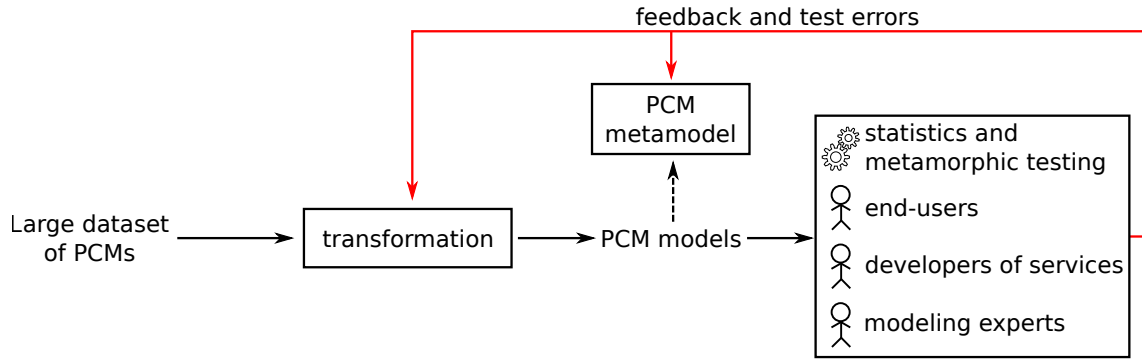 feedback and test errors
PCM
metamodel
statistics and
metamorphic testing
end-users
Large dataset
of PCMs
transformation
PCM models
developers of services
modeling experts